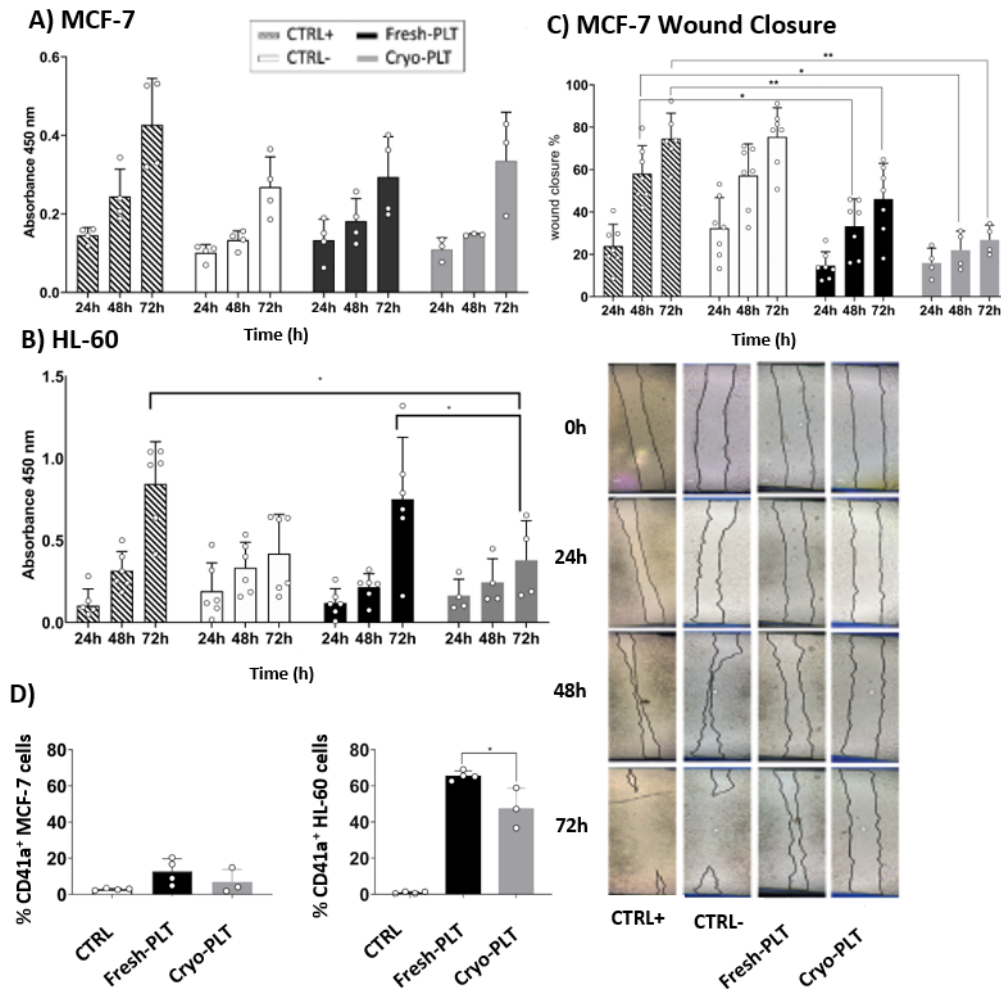 A) MCF-7
CTRL+
Fresh-PLT
CTRL-
Cryo-PLT
Absorbance 450 nm
0.6
0.4
0.2
0.0
24h 48h 72h
24h 48h 72h
24h 48h 72h
24h 48h 72h
Time (h)
C) MCF-7 Wound Closure
**
*
**
*
wound closure %
100
80
60
40
20
0
24h 48h 72h
24h 48h 72h
24h 48h 72h
24h 48h 72h
Time (h)
B) HL-60
*
*
Absorbance 450 nm
1.5
1.0
0.5
0.0
24h 48h 72h
24h 48h 72h
24h 48h 72h
24h 48h 72h
Time (h)
0h
24h
48h
72h
CTRL+
CTRL-
Fresh-PLT
Cryo-PLT
D)
% CD41a+ MCF-7 cells
80
60
40
20
0
CTRL
Fresh-PLT
Cryo-PLT
% CD41a+ HL-60 cells
80
60
40
20
0
*
CTRL
Fresh-PLT
Cryo-PLT